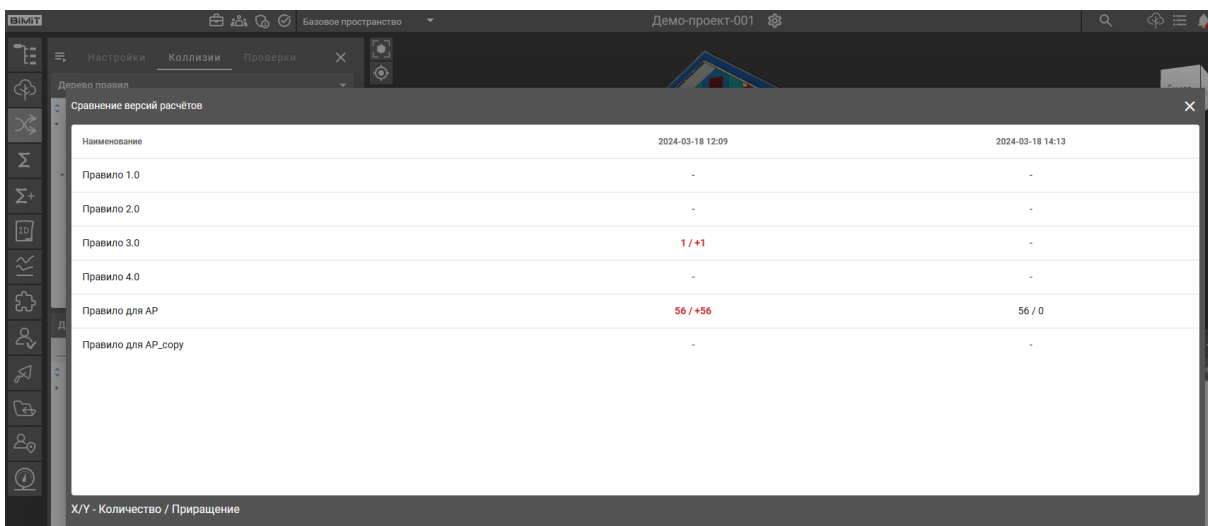 BIMIT Базовое пространство Демо-проект-001
Настройки Коллизии Проверки
Дерево правил
Сравнение версий расчётов
Наименование 2024-03-18 12:09 2024-03-18 14:13
Правило 1.0 - -
Правило 2.0 - -
2D
Правило 3.0 1 / +1 -
Правило 4.0 - -
Правило для АР 56 / +56 56 / 0
Д
Правило для АР_copy - -
X/Y - Количество / Приращение